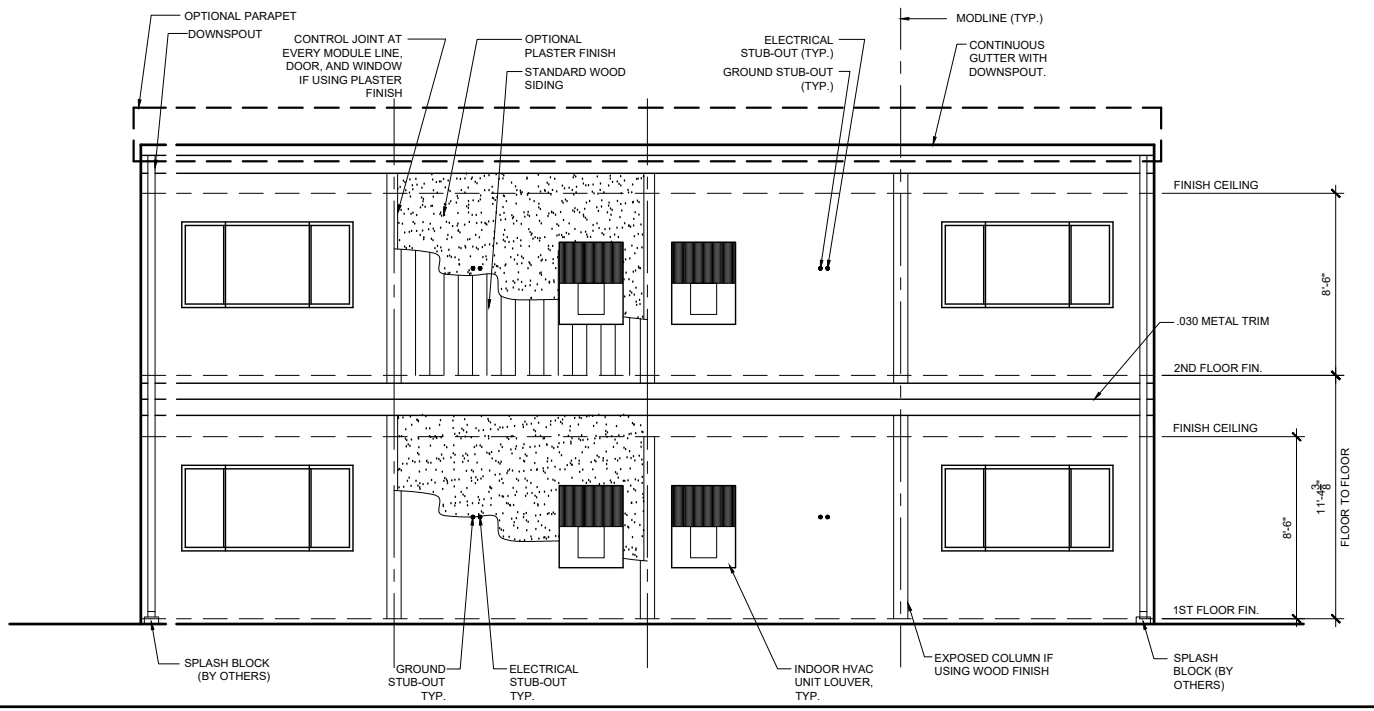 OPTIONAL PARAPET
DOWNSPOUT
CONTROL JOINT AT
EVERY MODULE LINE,
DOOR, AND WINDOW
IF USING PLASTER
FINISH
OPTIONAL
PLASTER FINISH
STANDARD WOOD
SIDING
ELECTRICAL
STUB-OUT (TYP.)
GROUND STUB-OUT
(TYP.)
MODLINE (TYP.)
CONTINUOUS
GUTTER WITH
DOWNSPOUT.
FINISH CEILING
8'-6"
.030 METAL TRIM
2ND FLOOR FIN.
FINISH CEILING
8'-6"
11'-4 3/8"
FLOOR TO FLOOR
1ST FLOOR FIN.
SPLASH BLOCK
(BY OTHERS)
GROUND
STUB-OUT
TYP.
ELECTRICAL
STUB-OUT
TYP.
INDOOR HVAC
UNIT LOUVER,
TYP.
EXPOSED COLUMN IF
USING WOOD FINISH
SPLASH
BLOCK (BY
OTHERS)